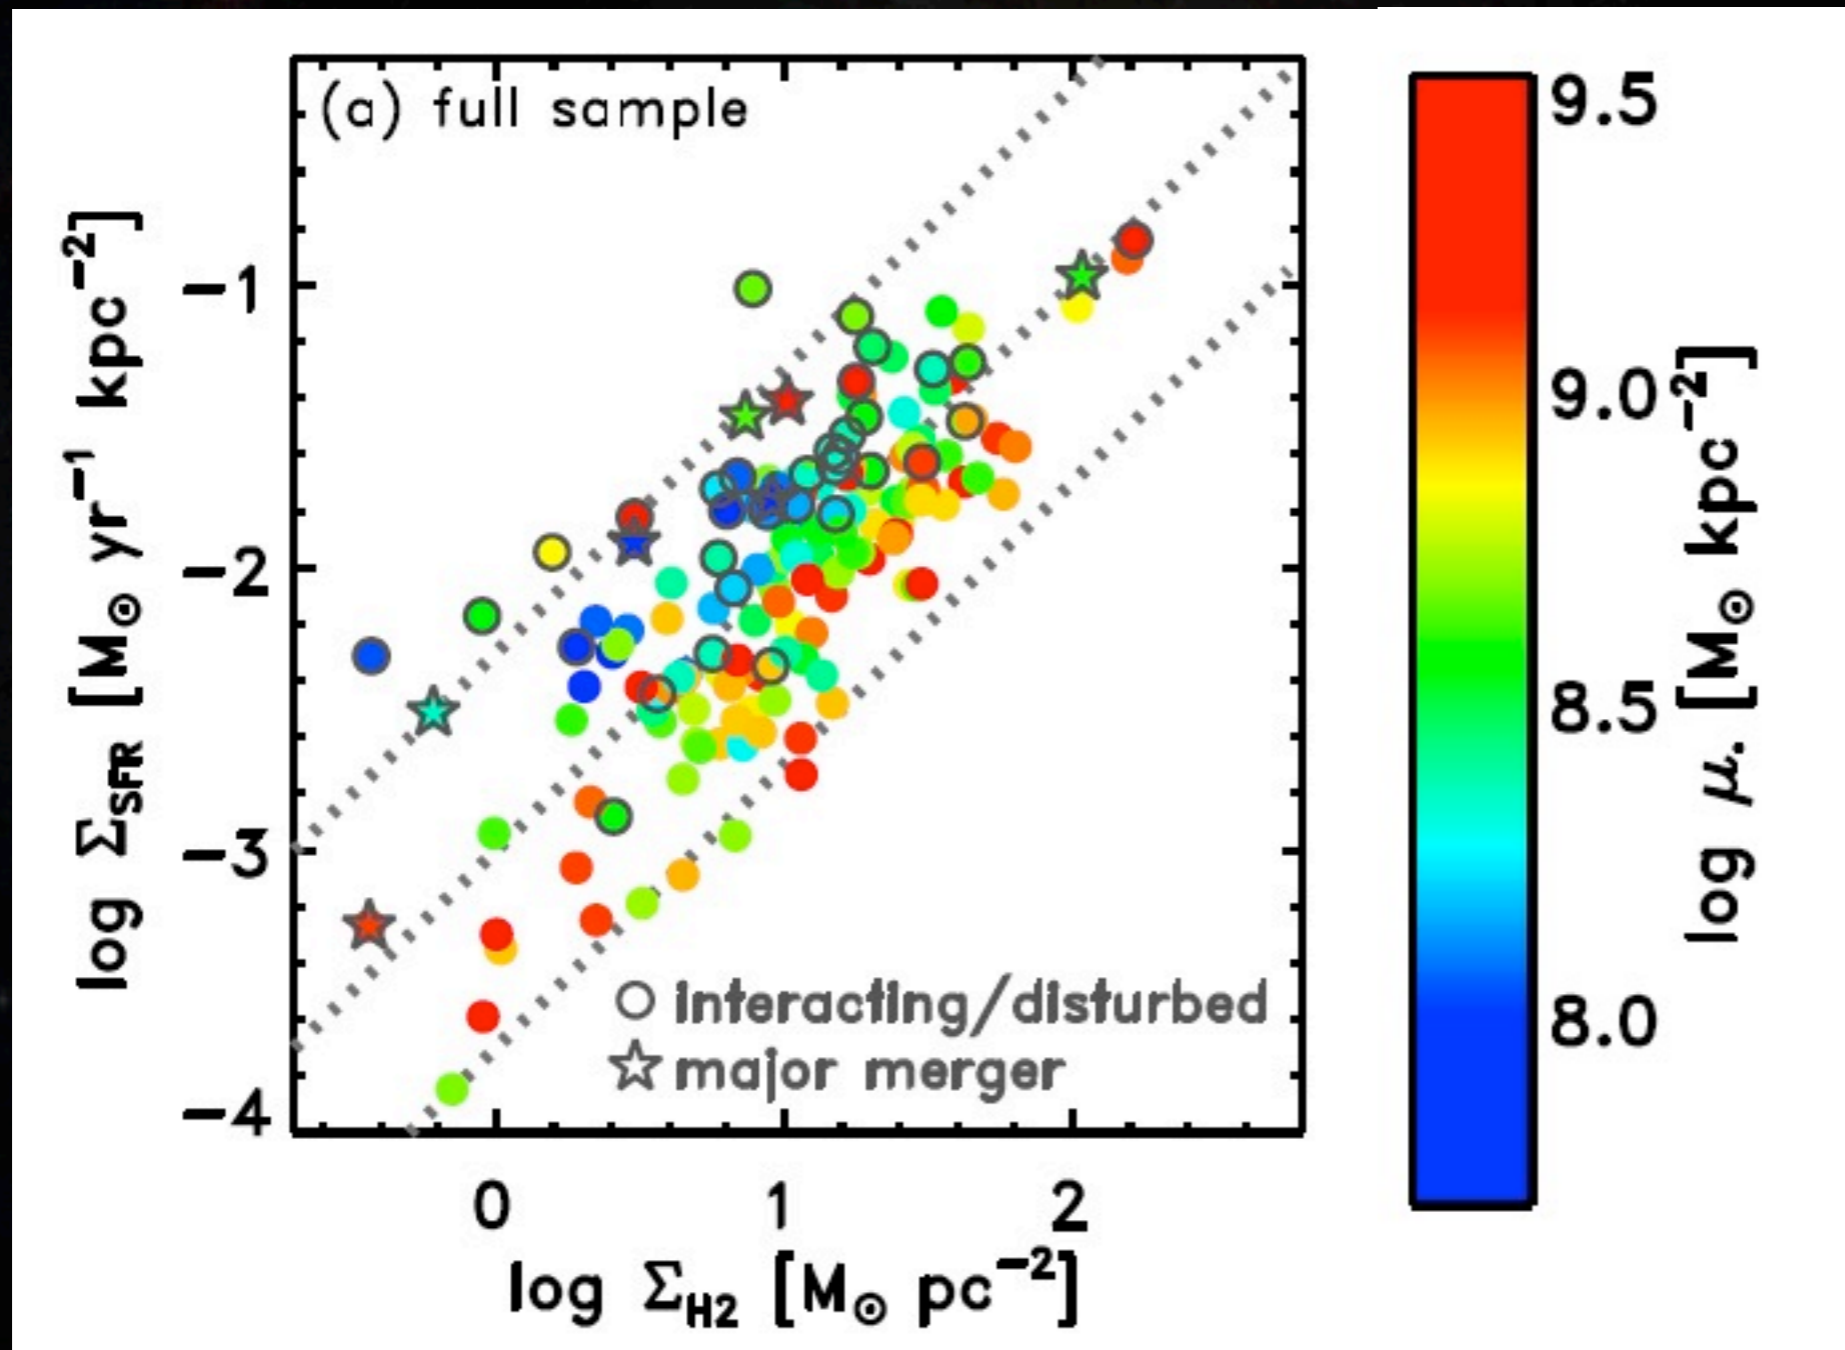 (a) full sample
−1
−2
−3
−4
log Σ_SFR [M⊙ yr⁻¹ kpc⁻²]
interacting/disturbed
major merger
0 1 2
log Σ_H2 [M⊙ pc⁻²]
9.5
9.0
8.5
8.0
log μ. [M⊙ kpc⁻²]